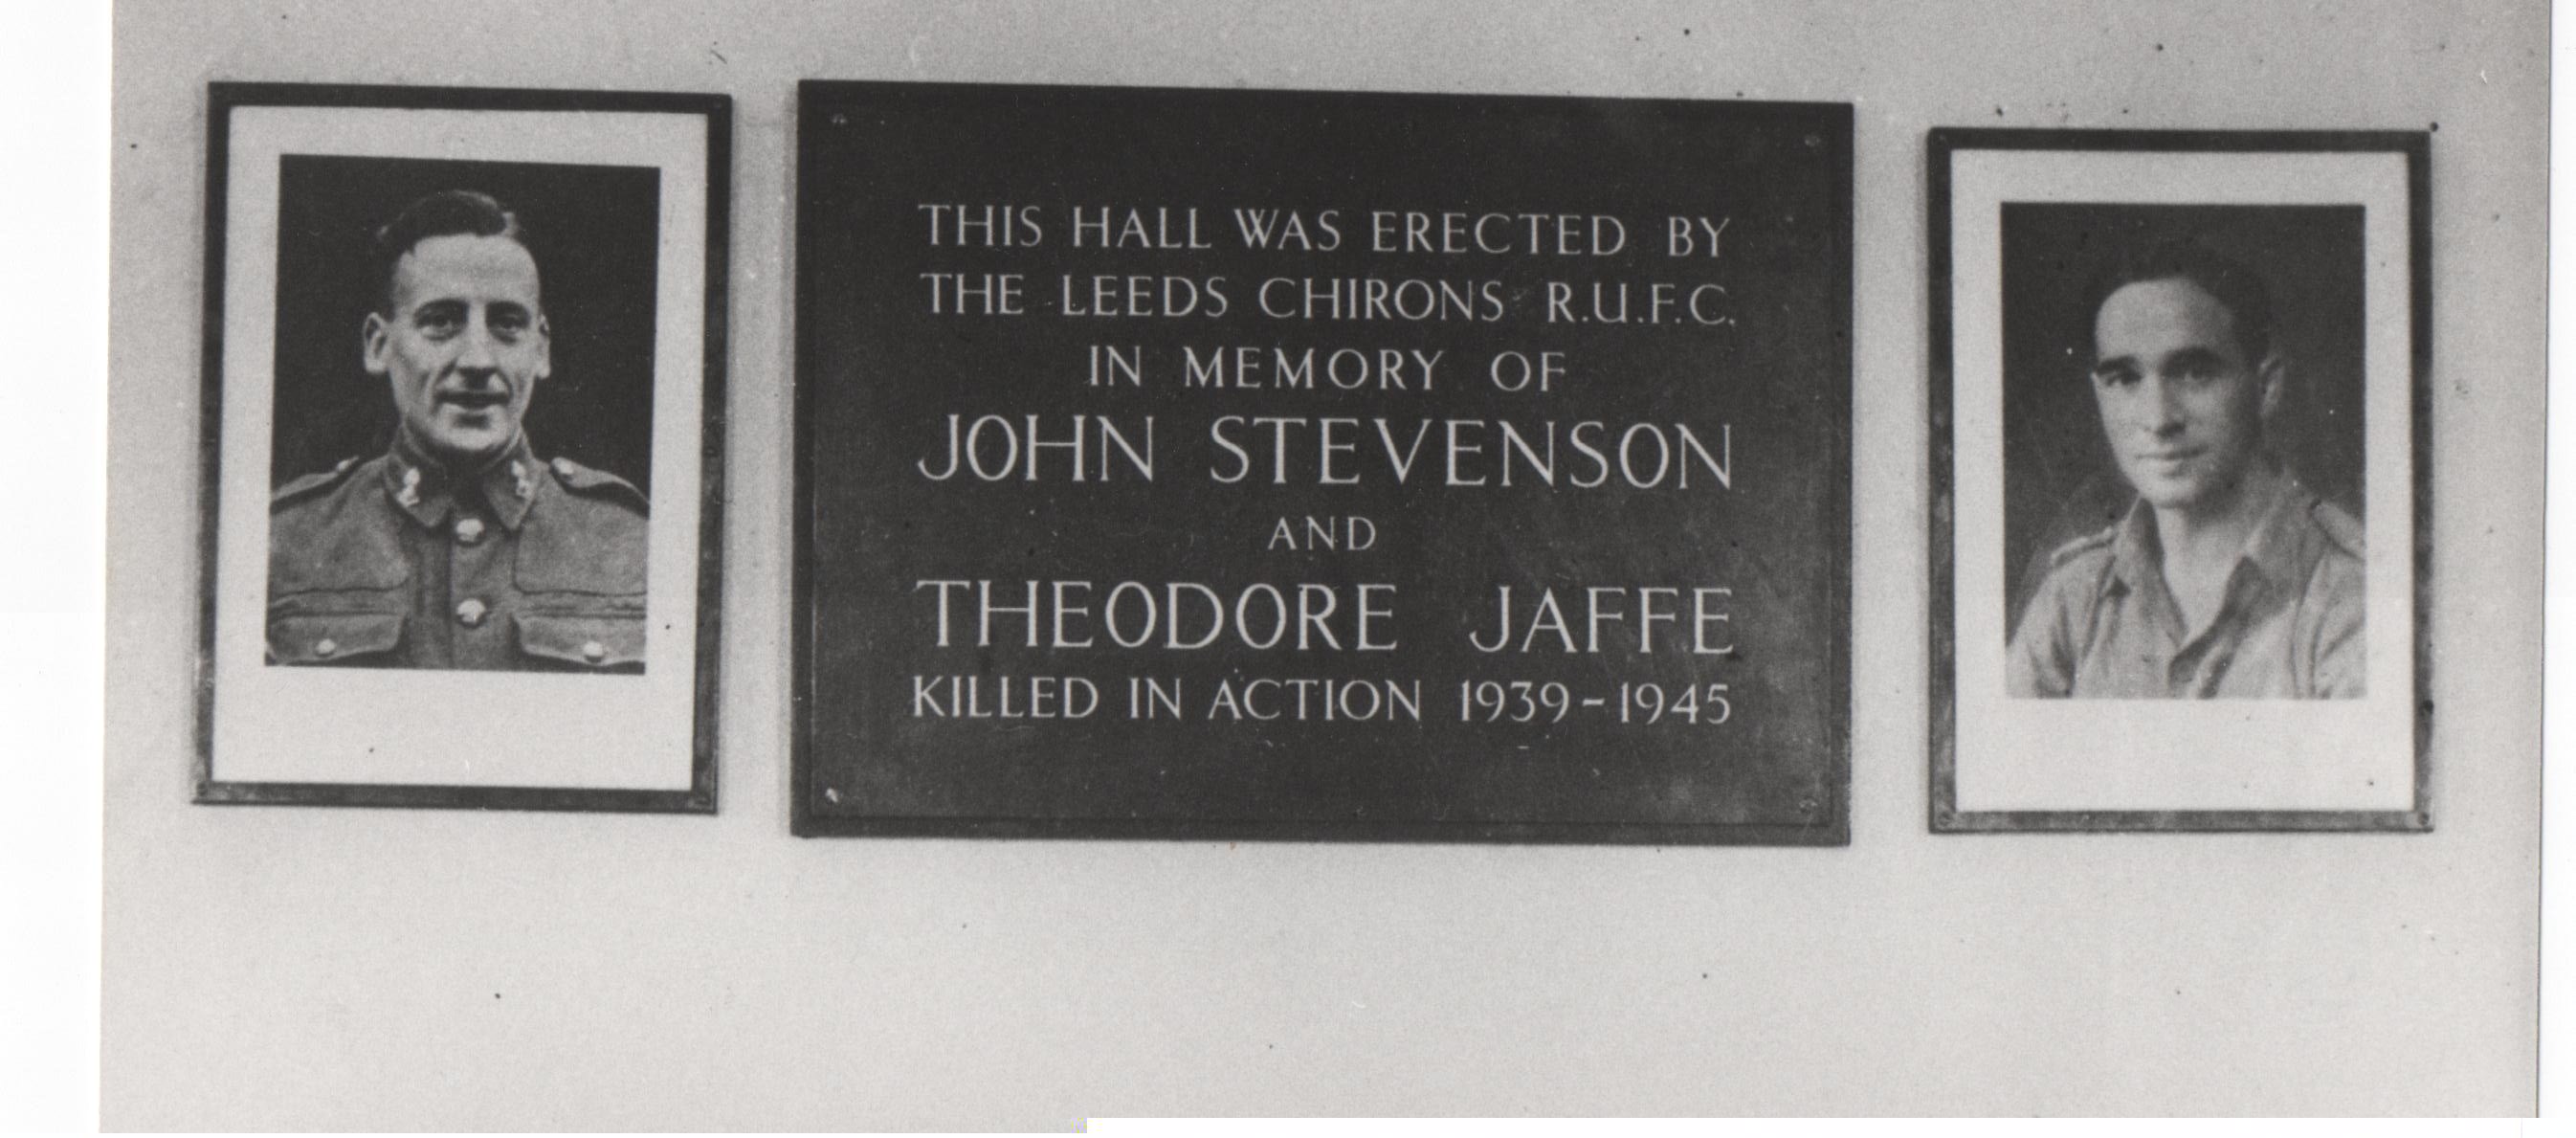 THIS HALL WAS ERECTED BY
THE LEEDS CHIRONS R.U.F.C.
IN MEMORY OF
JOHN STEVENSON
AND
THEODORE JAFFE
KILLED IN ACTION 1939-1945